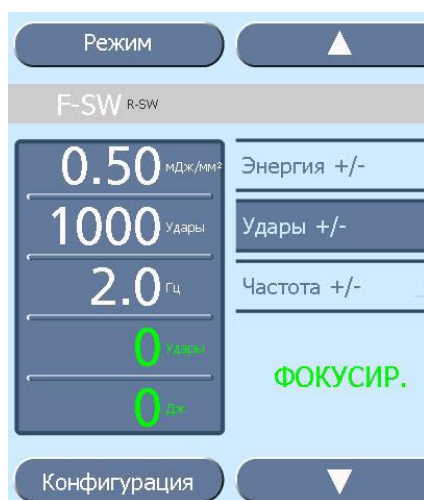 Режим
F-SW R-SW
0.50 мДж/мм²
Энергия +/-
1000 Удары
Удары +/-
2.0 Гц
Частота +/-
0 Удары
ФОКУСИР.
0 Дж
Конфигурация